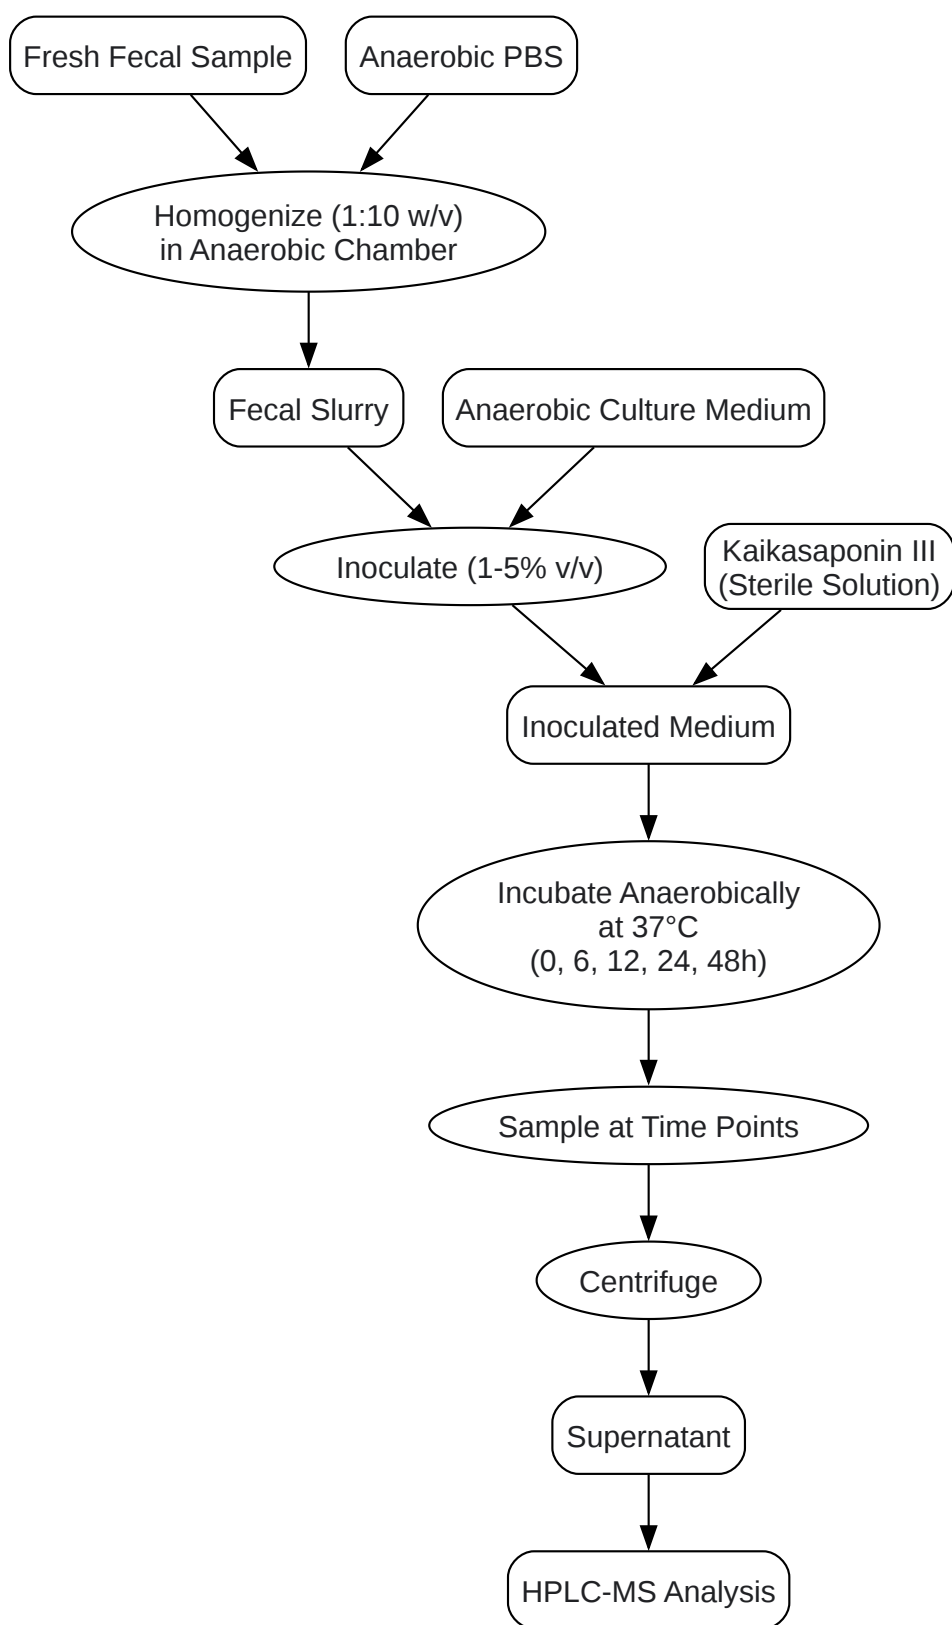 Fresh Fecal Sample
Anaerobic PBS
Homogenize (1:10 w/v)
in Anaerobic Chamber
Fecal Slurry
Anaerobic Culture Medium
Inoculate (1-5% v/v)
Kaikasaponin III
(Sterile Solution)
Inoculated Medium
Incubate Anaerobically
at 37°C
(0, 6, 12, 24, 48h)
Sample at Time Points
Centrifuge
Supernatant
HPLC-MS Analysis